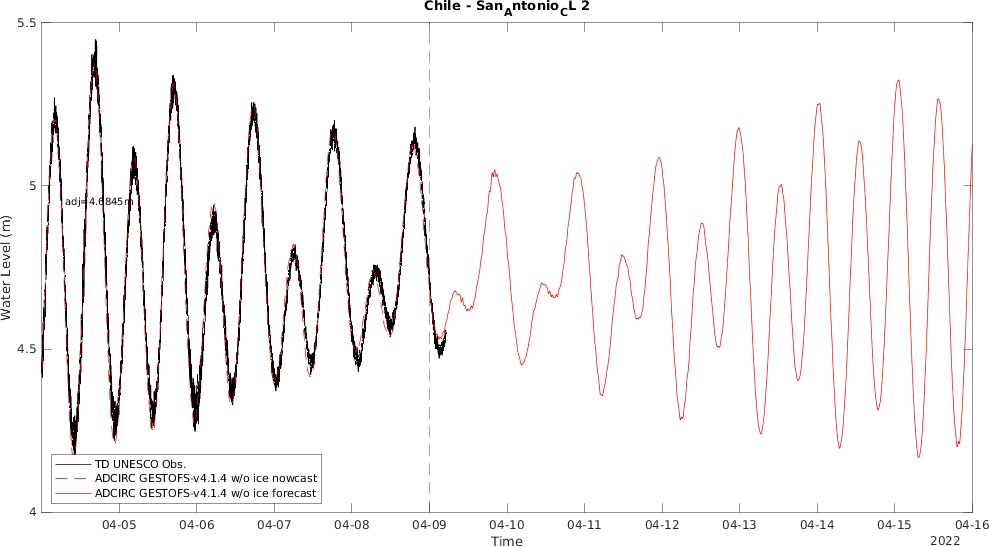 Chile - SanAntonioCL 2
5.5
5
4.5
4
Water Level (m)
adj=4.6845m
TD UNESCO Obs.
ADCIRC GESTOFS-v4.1.4 w/o ice nowcast
ADCIRC GESTOFS-v4.1.4 w/o ice forecast
04-05 04-06 04-07 04-08 04-09 04-10 04-11 04-12 04-13 04-14 04-15 04-16
Time
2022